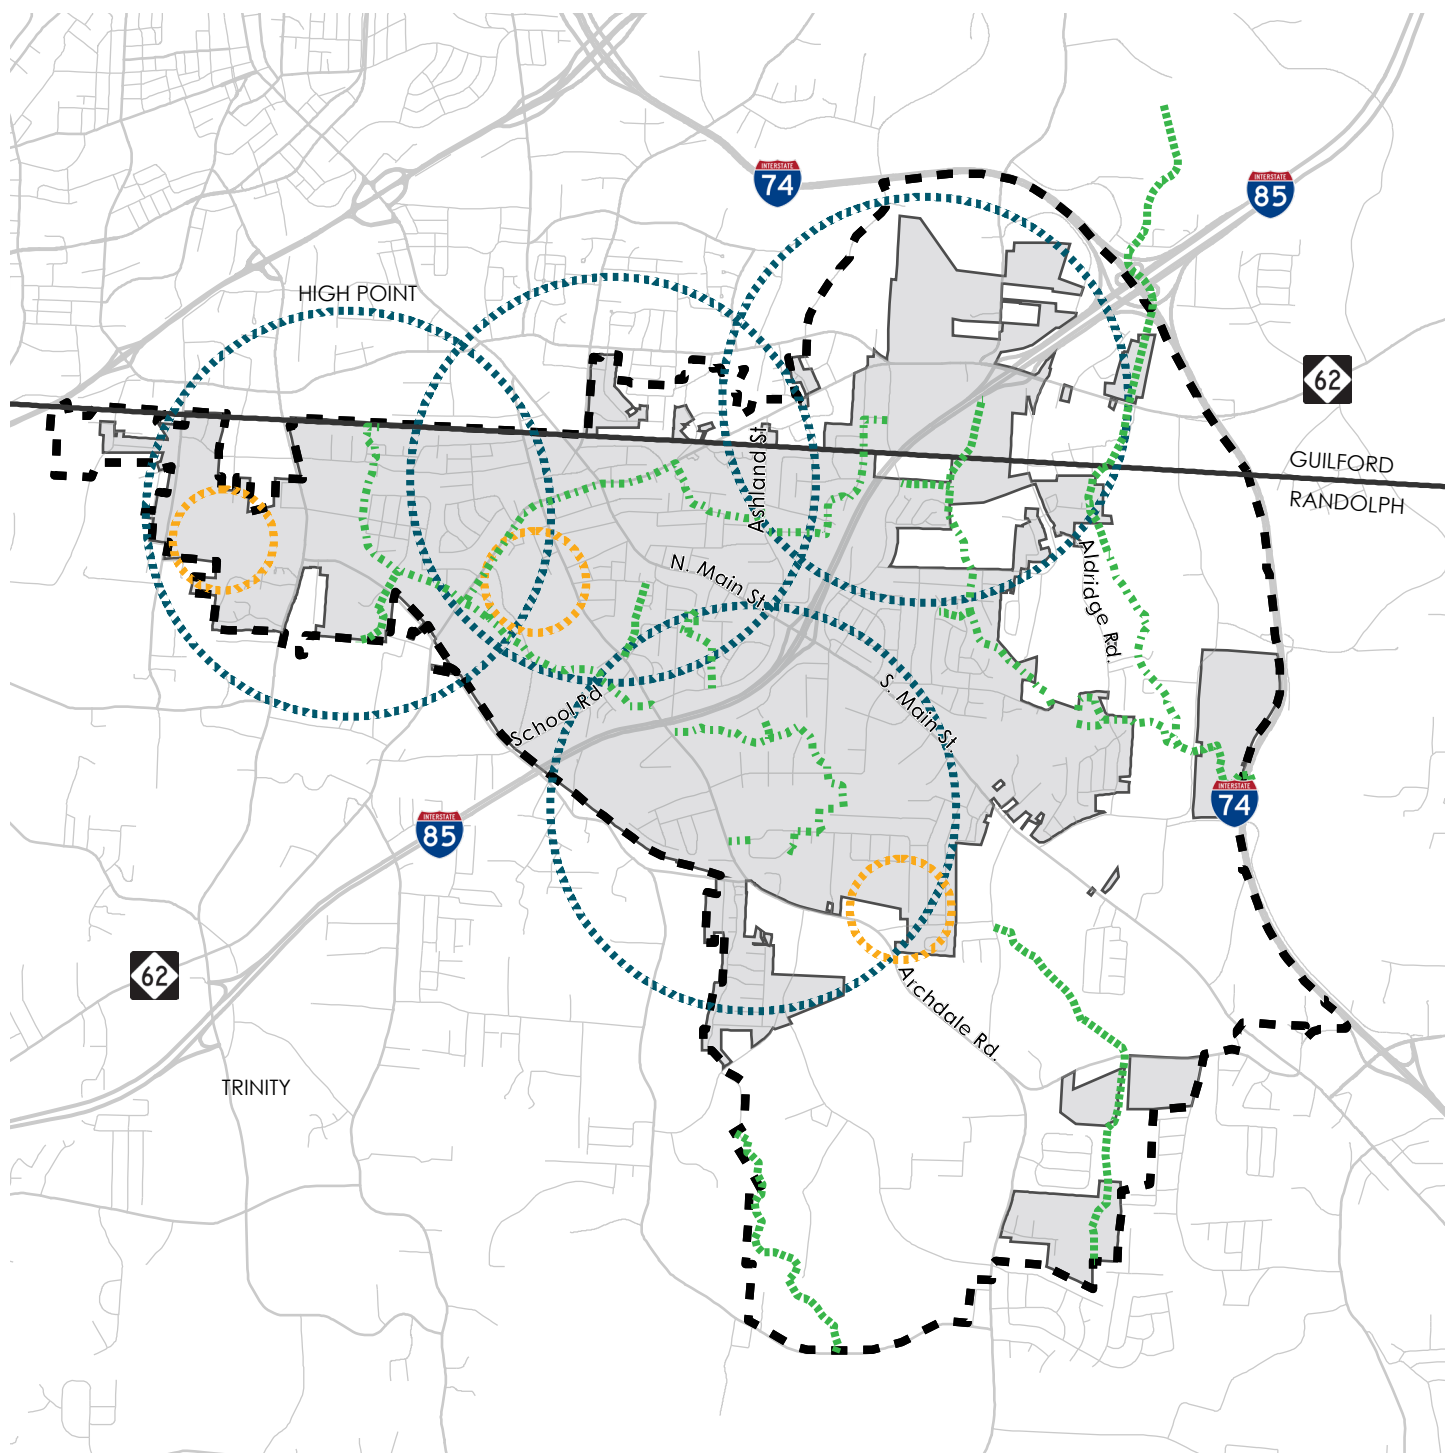 INTERSTATE
74
INTERSTATE
85
HIGH POINT
62
GUILFORD
RANDOLPH
Ashland St.
N. Main St.
Aldridge Rd.
School Rd
S. Main St.
INTERSTATE
74
INTERSTATE
85
62
Archdale Rd.
TRINITY